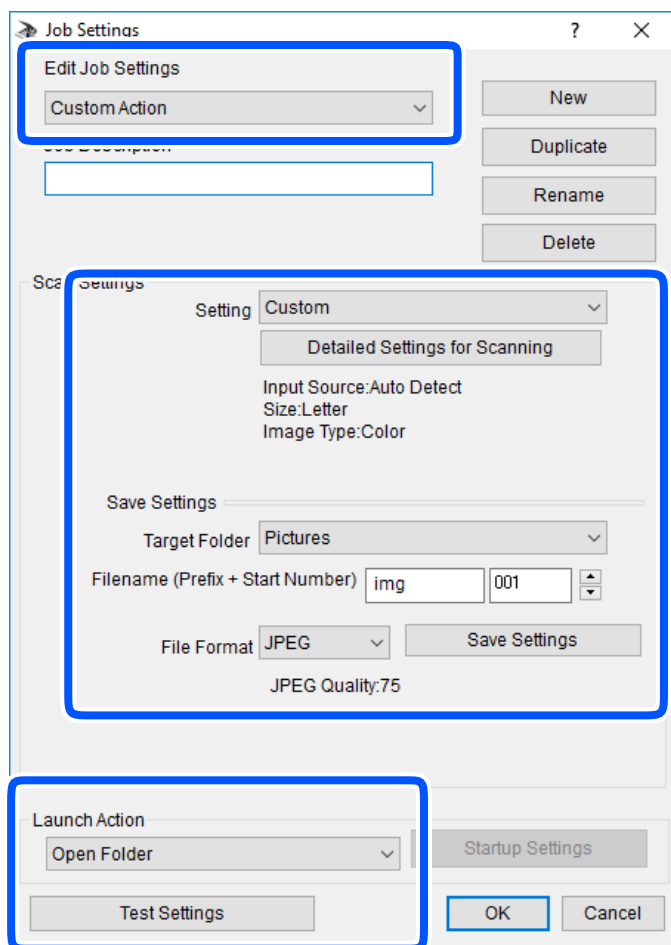 Job Settings
?
Edit Job Settings
Custom Action
New
Duplicate
Rename
Delete
Setting
Custom
Detailed Settings for Scanning
Input Source:Auto Detect
Size:Letter
Image Type:Color
Save Settings
Target Folder
Pictures
Filename (Prefix + Start Number)
img
001
File Format
JPEG
Save Settings
JPEG Quality:75
Launch Action
Open Folder
Startup Settings
Test Settings
OK
Cancel